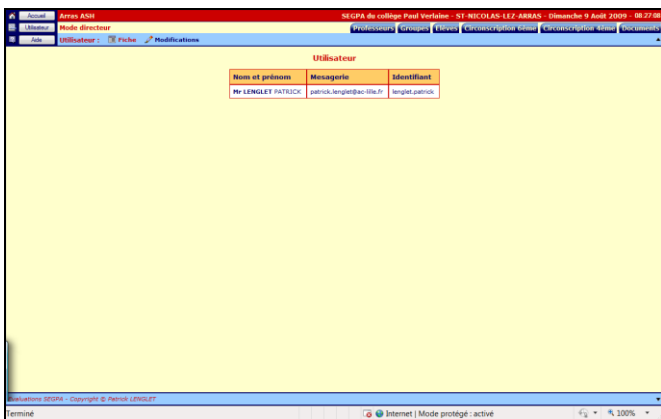 Accueil Arras ASH SEGPA du collège Paul Verlaine - ST-NICOLAS-LEZ-ARRAS - Dimanche 9 Août 2009 - 08:27:08
Utilisateur Mode directeur Professeurs Groupes Elèves Circonscription 6ème Circonscription 4ème Documents
Aide Utilisateur : Fiche Modifications
Utilisateur
Nom et prénom Mesagerie Identifiant
Mr LENGLET PATRICK patrick.lenglet@ac-lille.fr lenglet.patrick
Evaluations SEGPA - Copyright © Patrick LENGLET
Terminé Internet | Mode protégé : activé 100%